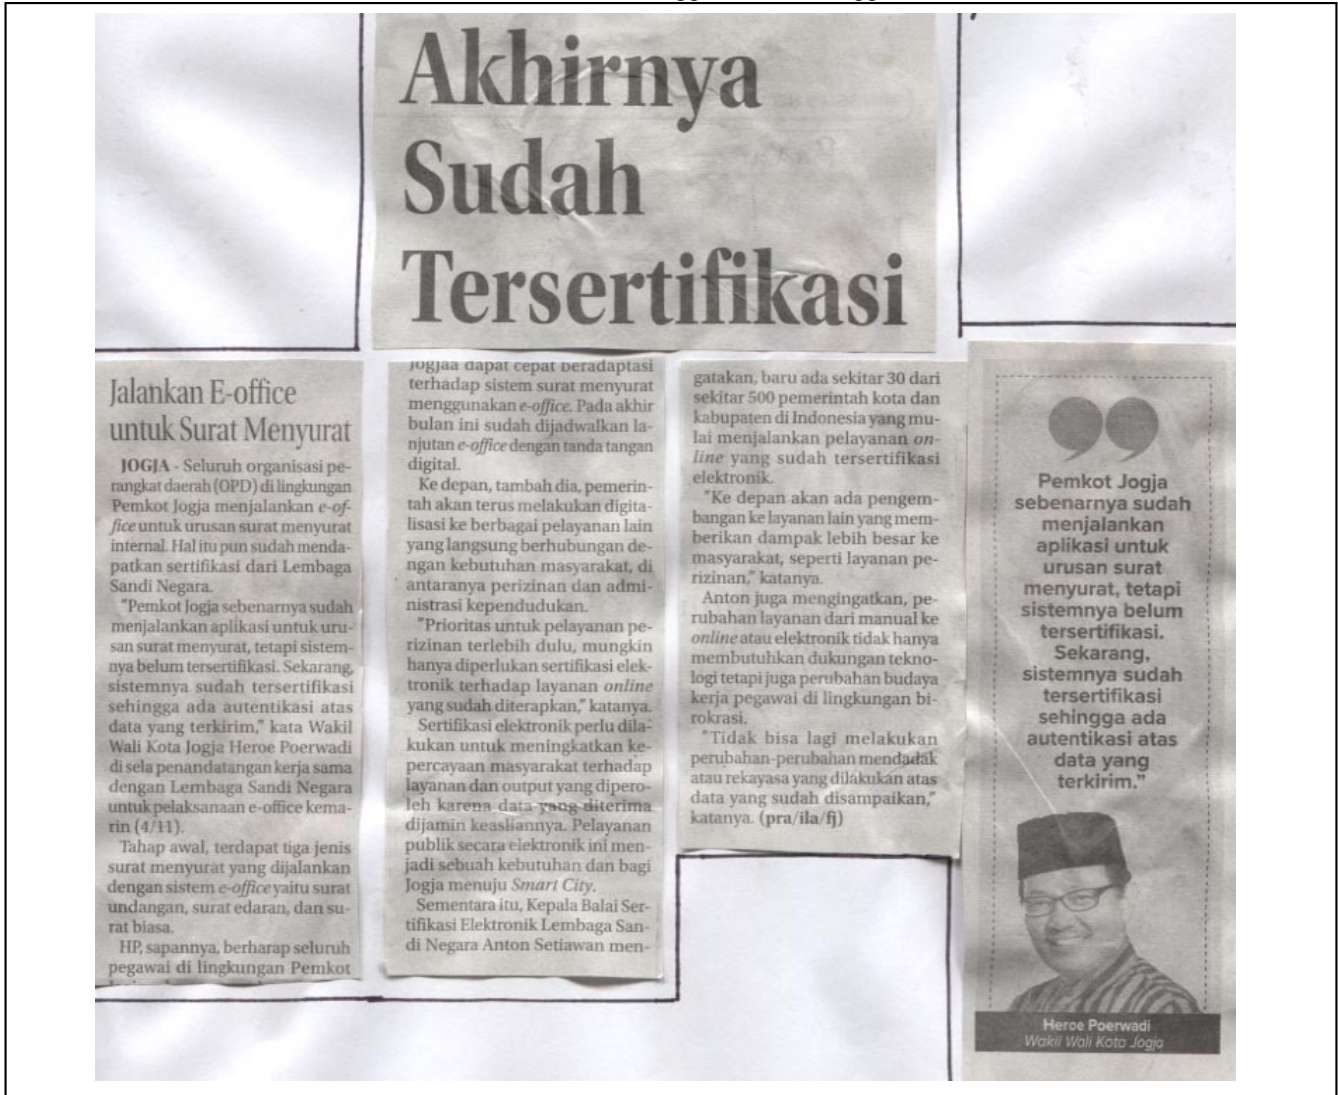 Akhirnya
Sudah
Tersertifikasi
Jalankan E-office
untuk Surat Menyurat
JOGJA - Seluruh organisasi pe-
rangkat daerah (OPD) di lingkungan
Pemkot Jogja menjalankan e-of-
fice untuk urusan surat menyurat
internal. Hal itu pun sudah menda-
patkan sertifikasi dari Lembaga
Sandi Negara.
"Pemkot Jogja sebenarnya sudah
menjalankan aplikasi untuk uru-
san surat menyurat, tetapi sistem-
nya belum tersertifikasi. Sekarang,
sistemnya sudah tersertifikasi
sehingga ada autentikasi atas
data yang terkirim," kata Wakil
Wali Kota Jogja Heroe Poerwadi
di sela penandatangan kerja sama
dengan Lembaga Sandi Negara
untuk pelaksanaan e-office kema-
rin (4/11).
Tahap awal, terdapat tiga jenis
surat menyurat yang dijalankan
dengan sistem e-office yaitu surat
undangan, surat edaran, dan su-
rat biasa.
HP, sapannya, berharap seluruh
pegawai di lingkungan Pemkot
Jogjaa dapat cepat beradaptasi
terhadap sistem surat menyurat
menggunakan e-office. Pada akhir
bulan ini sudah dijadwalkan la-
njutan e-office dengan tanda tangan
digital.
Ke depan, tambah dia, pemerin-
tah akan terus melakukan digita-
lisasi ke berbagai pelayanan lain
yang langsung berhubungan de-
ngan kebutuhan masyarakat, di
antaranya perizinan dan admi-
nistrasi kependudukan.
"Prioritas untuk pelayanan pe-
rizinan terlebih dulu, mungkin
hanya diperlukan sertifikasi elek-
tronik terhadap layanan online
yang sudah diterapkan," katanya.
Sertifikasi elektronik perlu dila-
kukan untuk meningkatkan ke-
percayaan masyarakat terhadap
layanan dan output yang dipero-
leh karena data yang diterima
dijamin keasliannya. Pelayanan
publik secara elektronik ini men-
jadi sebuah kebutuhan dan bagi
Jogja menuju Smart City.
Sementara itu, Kepala Balai Ser-
tifikasi Elektronik Lembaga San-
di Negara Anton Setiawan men-
gatakan, baru ada sekitar 30 dari
sekitar 500 pemerintah kota dan
kabupaten di Indonesia yang mu-
lai menjalankan pelayanan on-
line yang sudah tersertifikasi
elektronik.
"Ke depan akan ada pengem-
bangan ke layanan lain yang mem-
berikan dampak lebih besar ke
masyarakat, seperti layanan pe-
rizinan," katanya.
Anton juga mengingatkan, pe-
rubahan layanan dari manual ke
online atau elektronik tidak hanya
membutuhkan dukungan tekno-
logi tetapi juga perubahan budaya
kerja pegawai di lingkungan bi-
rokrasi.
"Tidak bisa lagi melakukan
perubahan-perubahan mendadak
atau rekayasa yang dilakukan atas
data yang sudah disampaikan,"
katanya. (pra/ila/fj)
Pemkot Jogja
sebenarnya sudah
menjalankan
aplikasi untuk
urusan surat
menyurat, tetapi
sistemnya belum
tersertifikasi.
Sekarang,
sistemnya sudah
tersertifikasi
sehingga ada
autentikasi atas
data yang
terkirim."
Heroe Poerwadi
Wakil Wali Kota Jogja